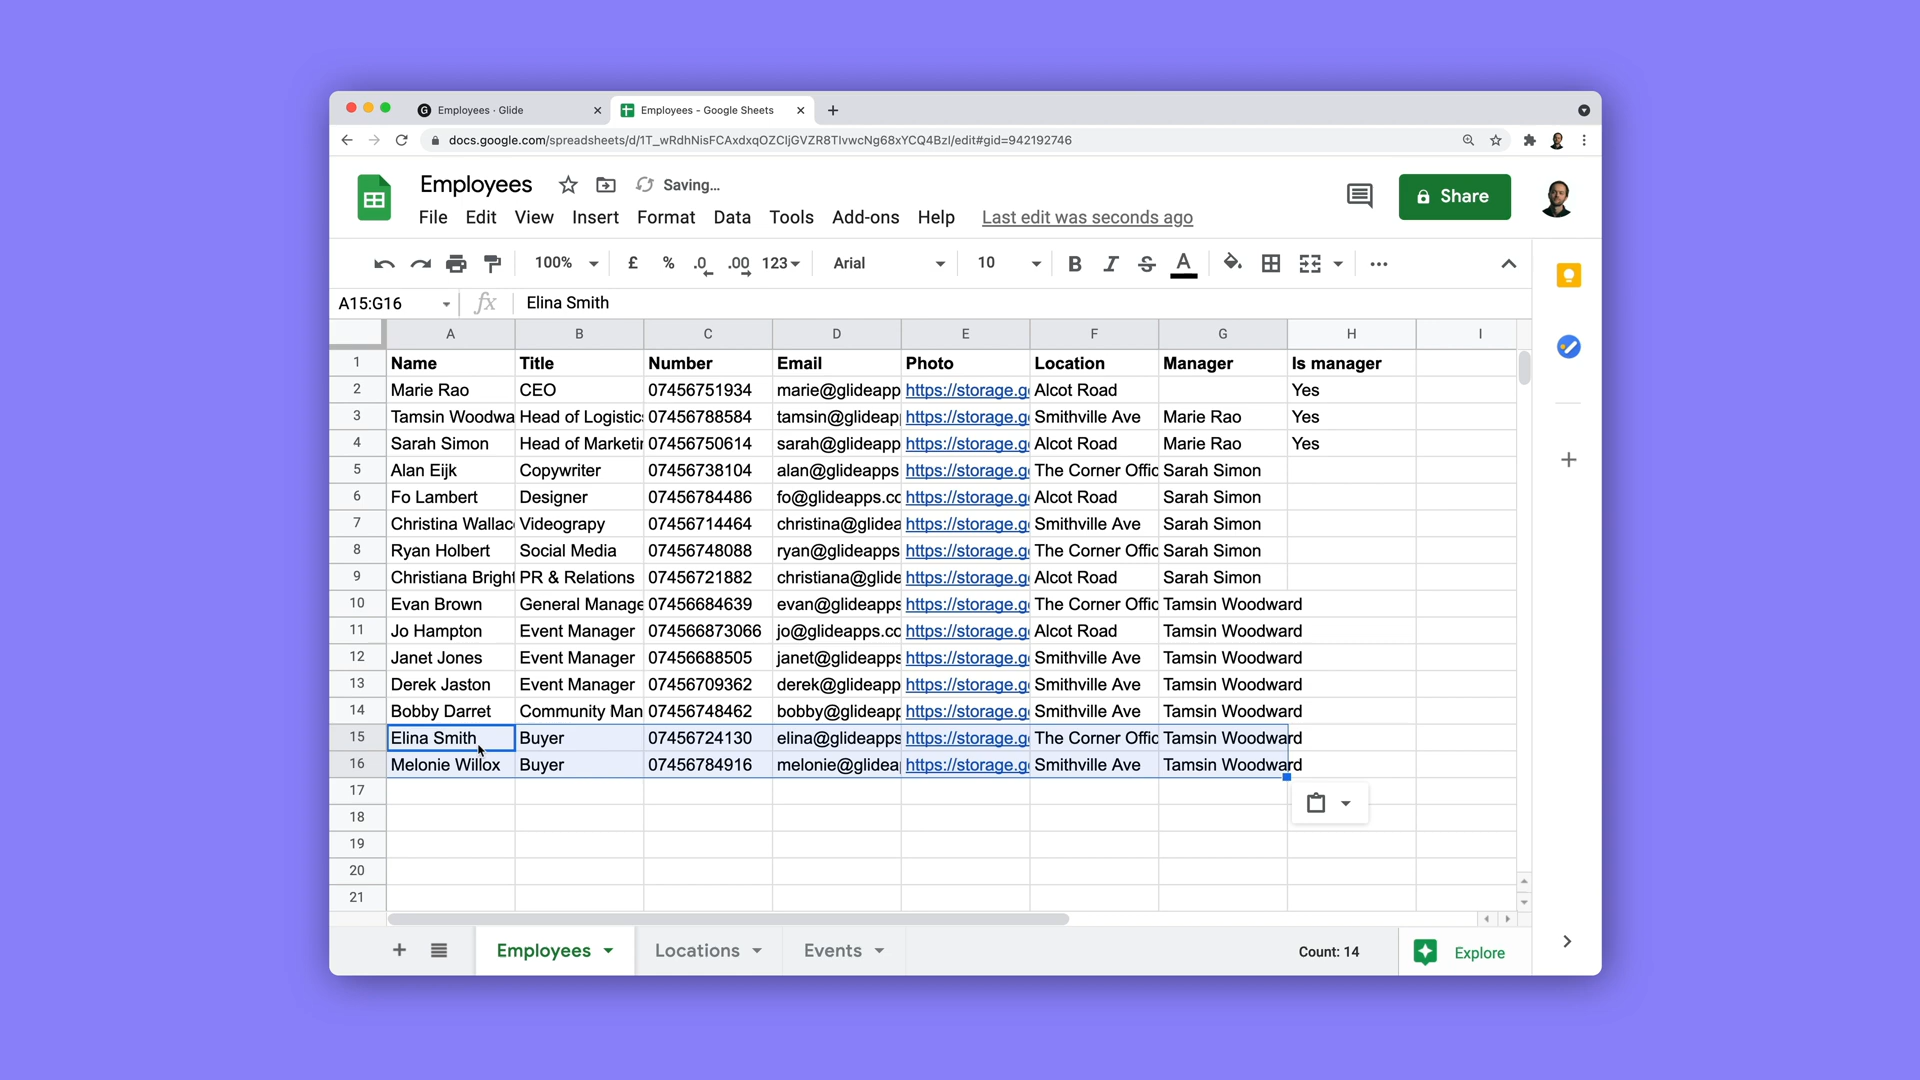 Employees · Glide
Employees - Google Sheets
docs.google.com/spreadsheets/d/1T_wRdhNisFCAxdxqOZCIjGVZR8TIvwcNg68xYCQ4BzI/edit#gid=942192746
Employees
Saving...
File Edit View Insert Format Data Tools Add-ons Help Last edit was seconds ago
Share
100% £ % .0 .00 123 Arial 10 B I S A
A15:G16 fx Elina Smith
A B C D E F G H I
1 Name Title Number Email Photo Location Manager Is manager
2 Marie Rao CEO 07456751934 marie@glideapp https://storage.g Alcot Road Yes
3 Tamsin Woodwa Head of Logistic 07456788584 tamsin@glideap https://storage.g Smithville Ave Marie Rao Yes
4 Sarah Simon Head of Marketi 07456750614 sarah@glideapp https://storage.g Alcot Road Marie Rao Yes
5 Alan Eijk Copywriter 07456738104 alan@glideapps https://storage.g The Corner Offic Sarah Simon
6 Fo Lambert Designer 07456784486 fo@glideapps.cc https://storage.g Alcot Road Sarah Simon
7 Christina Wallac Videograpy 07456714464 christina@glidea https://storage.g Smithville Ave Sarah Simon
8 Ryan Holbert Social Media 07456748088 ryan@glideapps https://storage.g The Corner Offic Sarah Simon
9 Christiana Bright PR & Relations 07456721882 christiana@glide https://storage.g Alcot Road Sarah Simon
10 Evan Brown General Manage 07456684639 evan@glideapps https://storage.g The Corner Offic Tamsin Woodward
11 Jo Hampton Event Manager 074566873066 jo@glideapps.cc https://storage.g Alcot Road Tamsin Woodward
12 Janet Jones Event Manager 07456688505 janet@glideapps https://storage.g Smithville Ave Tamsin Woodward
13 Derek Jaston Event Manager 07456709362 derek@glideapp https://storage.g Smithville Ave Tamsin Woodward
14 Bobby Darret Community Man 07456748462 bobby@glideapp https://storage.g Smithville Ave Tamsin Woodward
15 Elina Smith Buyer 07456724130 elina@glideapps https://storage.g The Corner Offic Tamsin Woodward
16 Melonie Willox Buyer 07456784916 melonie@glidea https://storage.g Smithville Ave Tamsin Woodward
17
18
19
20
21
Employees Locations Events Count: 14 Explore